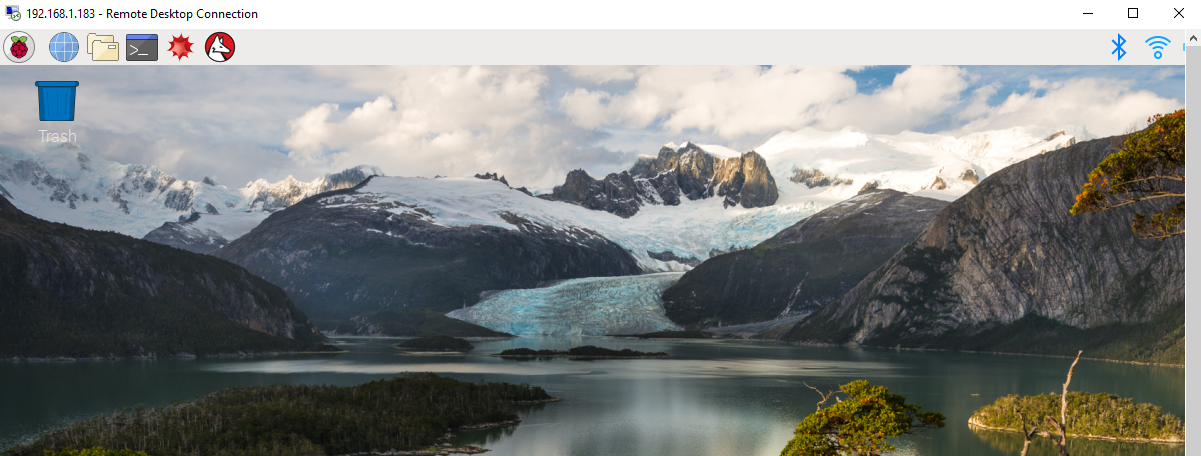 192.168.1.183 - Remote Desktop Connection
>_
Trash